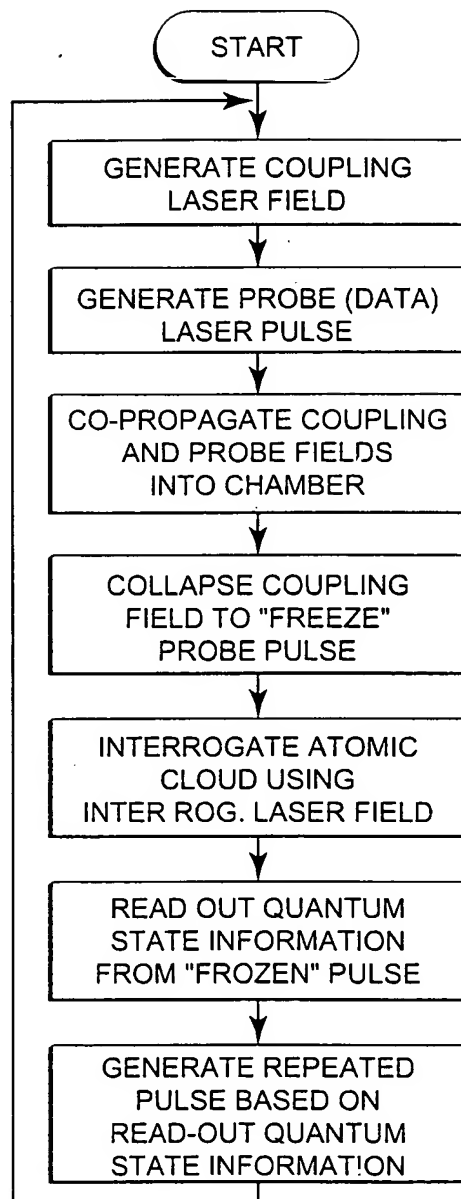 START
GENERATE COUPLING
LASER FIELD
GENERATE PROBE (DATA)
LASER PULSE
CO-PROPAGATE COUPLING
AND PROBE FIELDS
INTO CHAMBER
COLLAPSE COUPLING
FIELD TO "FREEZE"
PROBE PULSE
INTERROGATE ATOMIC
CLOUD USING
INTER ROG. LASER FIELD
READ OUT QUANTUM
STATE INFORMATION
FROM "FROZEN" PULSE
GENERATE REPEATED
PULSE BASED ON
READ-OUT QUANTUM
STATE INFORMATION